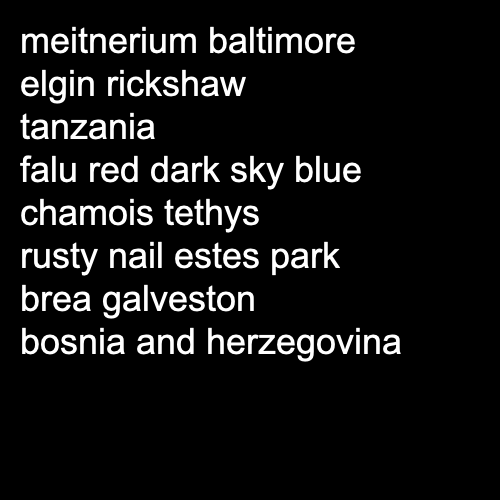 meitnerium baltimore
elgin rickshaw
tanzania
falu red dark sky blue
chamois tethys
rusty nail estes park
brea galveston
bosnia and herzegovina